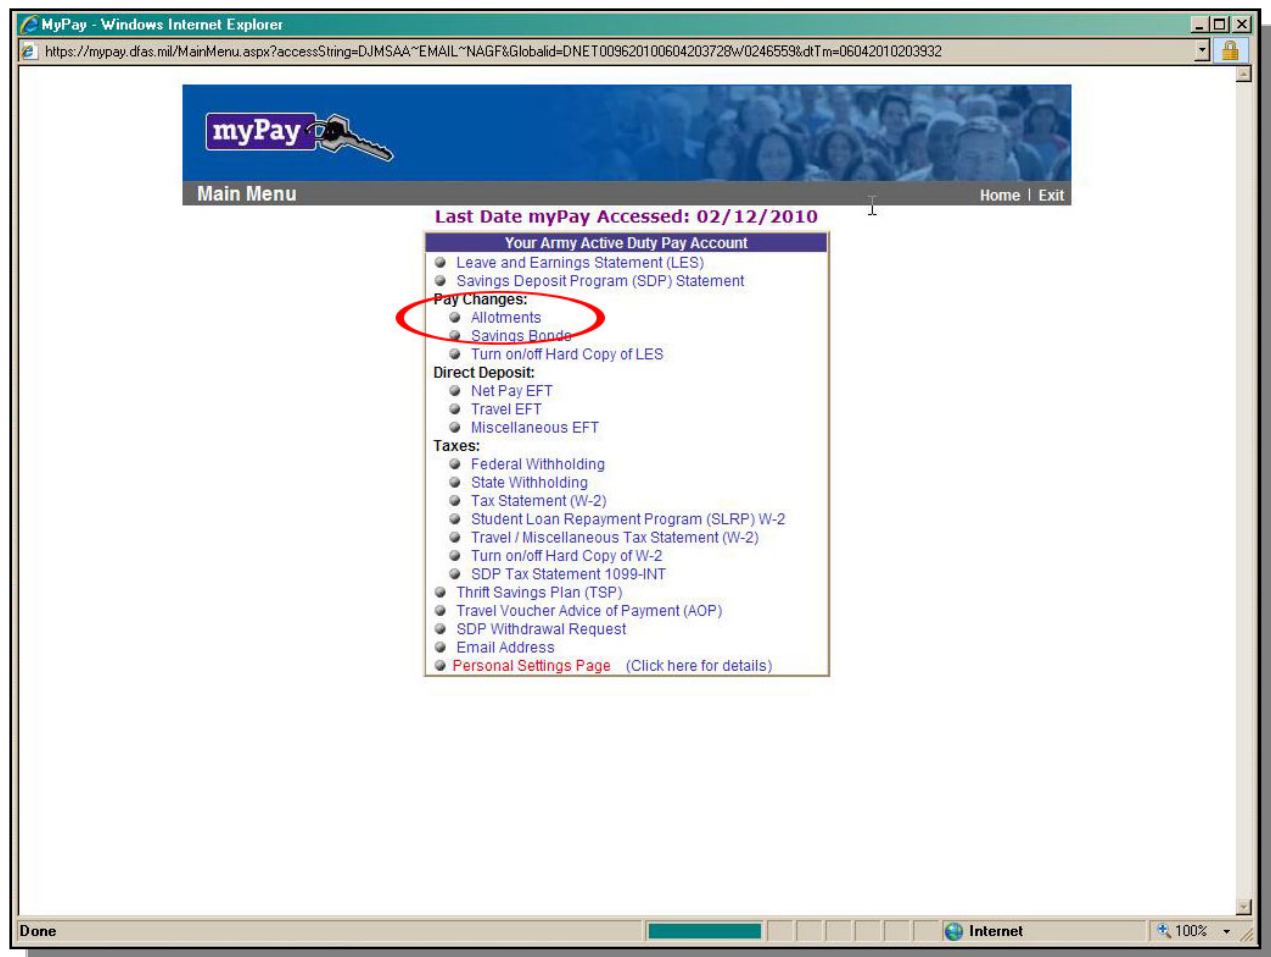 MyPay - Windows Internet Explorer
https://mypay.dfas.mil/MainMenu.aspx?accessString=DJMSAA~EMAIL~NAGF&Globalid=DNET009620100604203728W0246559&dtTm=06042010203932
myPay
Main Menu
Home | Exit
Last Date myPay Accessed: 02/12/2010
Your Army Active Duty Pay Account
Leave and Earnings Statement (LES)
Savings Deposit Program (SDP) Statement
Pay Changes:
Allotments
Savings Bonds
Turn on/off Hard Copy of LES
Direct Deposit:
Net Pay EFT
Travel EFT
Miscellaneous EFT
Taxes:
Federal Withholding
State Withholding
Tax Statement (W-2)
Student Loan Repayment Program (SLRP) W-2
Travel / Miscellaneous Tax Statement (W-2)
Turn on/off Hard Copy of W-2
SDP Tax Statement 1099-INT
Thrift Savings Plan (TSP)
Travel Voucher Advice of Payment (AOP)
SDP Withdrawal Request
Email Address
Personal Settings Page (Click here for details)
Done
Internet
100%